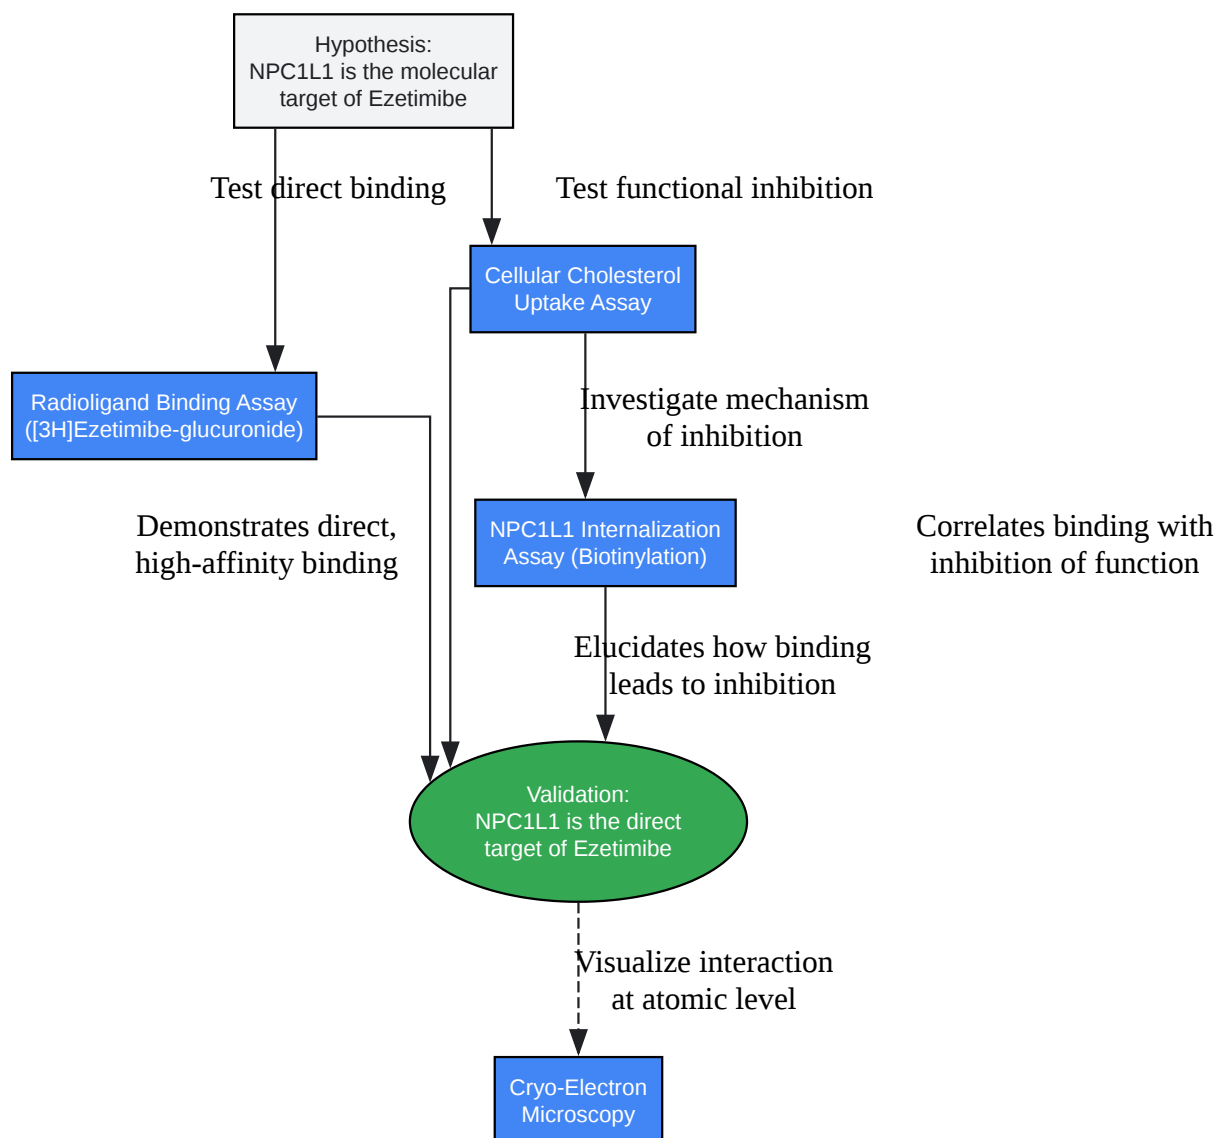 Hypothesis:
NPC1L1 is the molecular
target of Ezetimibe
Test direct binding
Test functional inhibition
Cellular Cholesterol
Uptake Assay
Radioligand Binding Assay
([3H]Ezetimibe-glucuronide)
Investigate mechanism
of inhibition
Demonstrates direct,
high-affinity binding
NPC1L1 Internalization
Assay (Biotinylation)
Correlates binding with
inhibition of function
Elucidates how binding
leads to inhibition
Validation:
NPC1L1 is the direct
target of Ezetimibe
Visualize interaction
at atomic level
Cryo-Electron
Microscopy